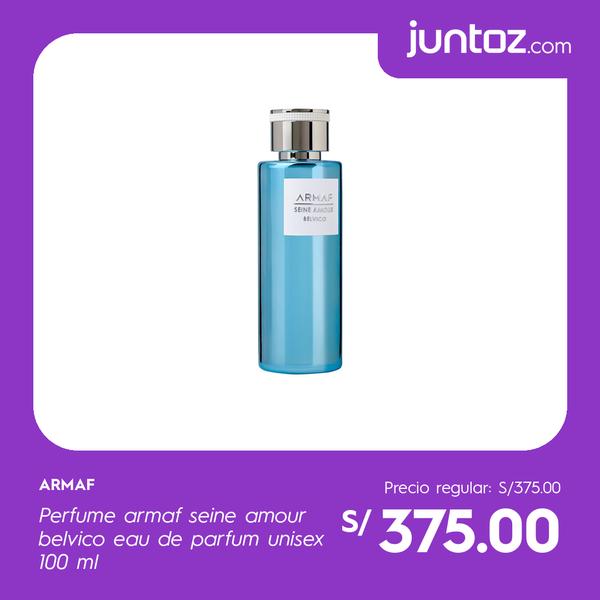 juntoz.com
ARMAF
SEINE AMOUR
BELVICO
ARMAF
Perfume armaf seine amour
belvico eau de parfum unisex
100 ml
Precio regular: S/375.00
S/ 375.00